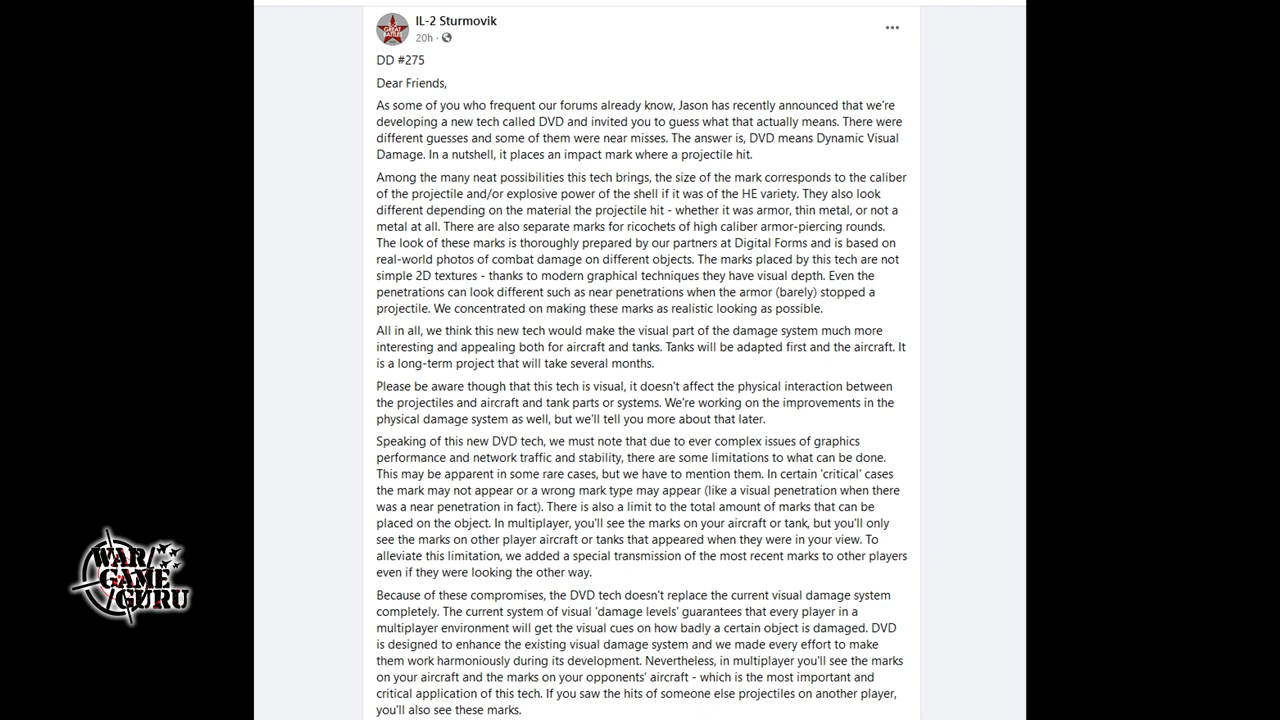 IL-2 Sturmovik
GREAT
BATTLES
20h ·
DD #275
Dear Friends,
As some of you who frequent our forums already know, Jason has recently announced that we're
developing a new tech called DVD and invited you to guess what that actually means. There were
different guesses and some of them were near misses. The answer is, DVD means Dynamic Visual
Damage. In a nutshell, it places an impact mark where a projectile hit.
Among the many neat possibilities this tech brings, the size of the mark corresponds to the caliber
of the projectile and/or explosive power of the shell if it was of the HE variety. They also look
different depending on the material the projectile hit - whether it was armor, thin metal, or not a
metal at all. There are also separate marks for ricochets of high caliber armor-piercing rounds.
The look of these marks is thoroughly prepared by our partners at Digital Forms and is based on
real-world photos of combat damage on different objects. The marks placed by this tech are not
simple 2D textures - thanks to modern graphical techniques they have visual depth. Even the
penetrations can look different such as near penetrations when the armor (barely) stopped a
projectile. We concentrated on making these marks as realistic looking as possible.
All in all, we think this new tech would make the visual part of the damage system much more
interesting and appealing both for aircraft and tanks. Tanks will be adapted first and the aircraft. It
is a long-term project that will take several months.
Please be aware though that this tech is visual, it doesn't affect the physical interaction between
the projectiles and aircraft and tank parts or systems. We're working on the improvements in the
physical damage system as well, but we'll tell you more about that later.
Speaking of this new DVD tech, we must note that due to ever complex issues of graphics
performance and network traffic and stability, there are some limitations to what can be done.
This may be apparent in some rare cases, but we have to mention them. In certain 'critical' cases
the mark may not appear or a wrong mark type may appear (like a visual penetration when there
was a near penetration in fact). There is also a limit to the total amount of marks that can be
placed on the object. In multiplayer, you'll see the marks on your aircraft or tank, but you'll only
see the marks on other player aircraft or tanks that appeared when they were in your view. To
alleviate this limitation, we added a special transmission of the most recent marks to other players
even if they were looking the other way.
Because of these compromises, the DVD tech doesn't replace the current visual damage system
completely. The current system of visual 'damage levels' guarantees that every player in a
multiplayer environment will get the visual cues on how badly a certain object is damaged. DVD
is designed to enhance the existing visual damage system and we made every effort to make
them work harmoniously during its development. Nevertheless, in multiplayer you'll see the marks
on your aircraft and the marks on your opponents' aircraft - which is the most important and
critical application of this tech. If you saw the hits of someone else projectiles on another player,
you'll also see these marks.
WAR
GAME
GURU